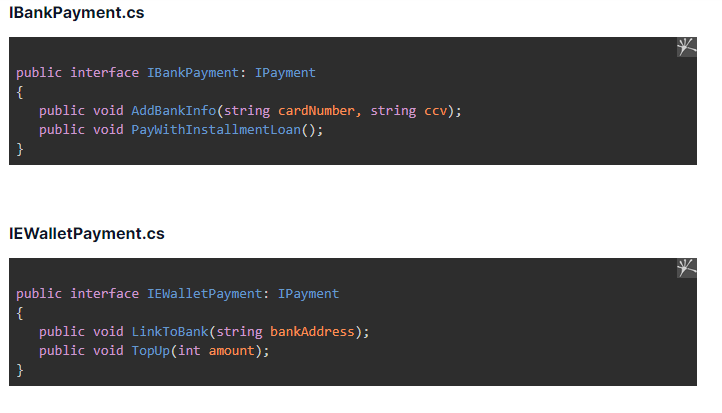 IBankPayment.cs
public interface IBankPayment: IPayment
{
public void AddBankInfo(string cardNumber, string ccv);
public void PayWithInstallmentLoan();
}
IEWalletPayment.cs
public interface IEWalletPayment: IPayment
{
public void LinkToBank(string bankAddress);
public void TopUp(int amount);
}